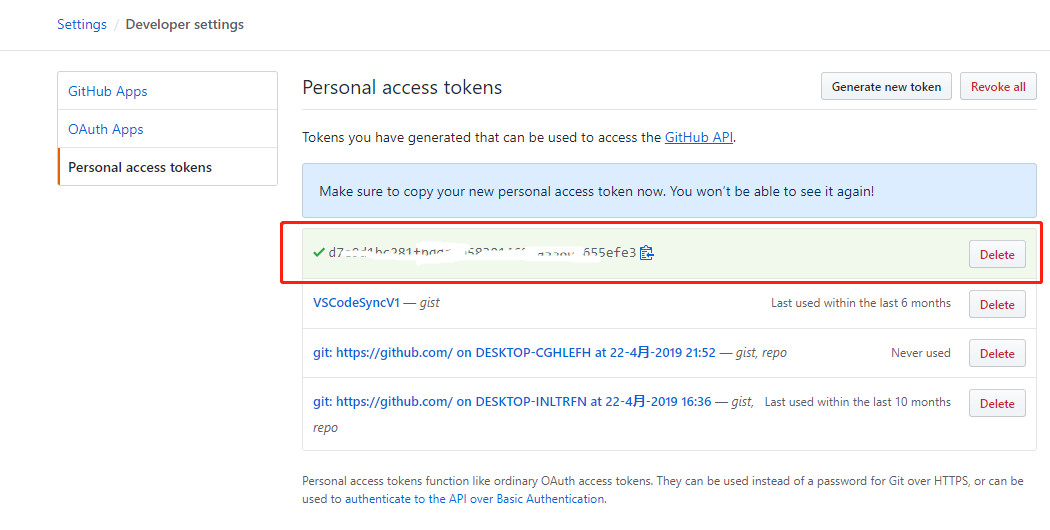 Settings / Developer settings
GitHub Apps
OAuth Apps
Personal access tokens
Personal access tokens
Generate new token
Revoke all
Tokens you have generated that can be used to access the GitHub API.
Make sure to copy your new personal access token now. You won't be able to see it again!
Delete
VSCodeSyncV1 — gist
Last used within the last 6 months
Delete
git: https://github.com/ on DESKTOP-CGHLEFH at 22-4月-2019 21:52 — gist, repo
Never used
Delete
git: https://github.com/ on DESKTOP-INLTRFN at 22-4月-2019 16:36 — gist,
repo
Last used within the last 10 months
Delete
Personal access tokens function like ordinary OAuth access tokens. They can be used instead of a password for Git over HTTPS, or can be
used to authenticate to the API over Basic Authentication.